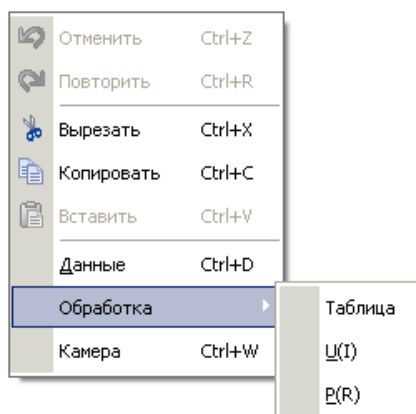 Отменить Ctrl+Z
Повторить Ctrl+R
Вырезать Ctrl+X
Копировать Ctrl+C
Вставить Ctrl+V
Данные Ctrl+D
Обработка
Таблица
Камера Ctrl+W
U(I)
P(R)